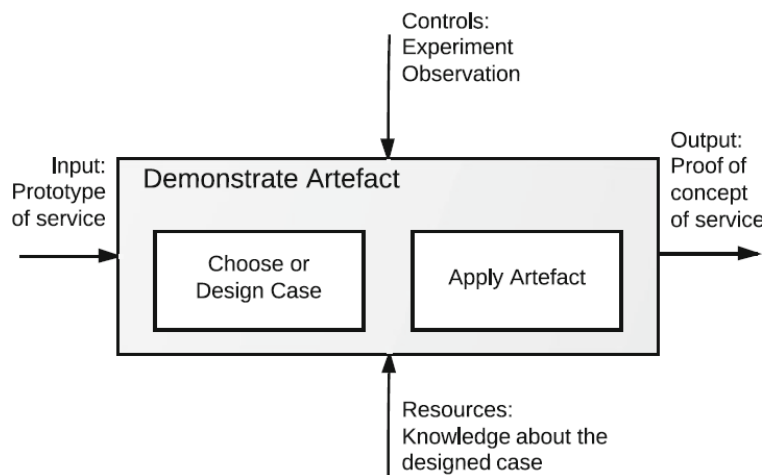 Controls:
Experiment
Observation
Input:
Prototype
of service
Demonstrate Artefact
Choose or
Design Case
Apply Artefact
Output:
Proof of
concept
of service
Resources:
Knowledge about the
designed case